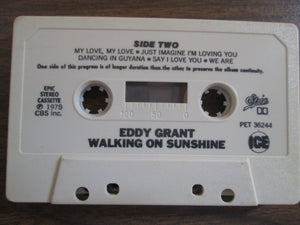 SIDE TWO
MY LOVE, MY LOVE • JUST IMAGINE I'M LOVING YOU
DANCING IN GUYANA • SAY I LOVE YOU • WE ARE
One side of this program is of longer duration than the other to preserve the album continuity.
EPIC
STEREO
CASSETTE
℗ 1978
CBS Inc.
Epic
100 50 0
EDDY GRANT
WALKING ON SUNSHINE
PET 36244
ICE